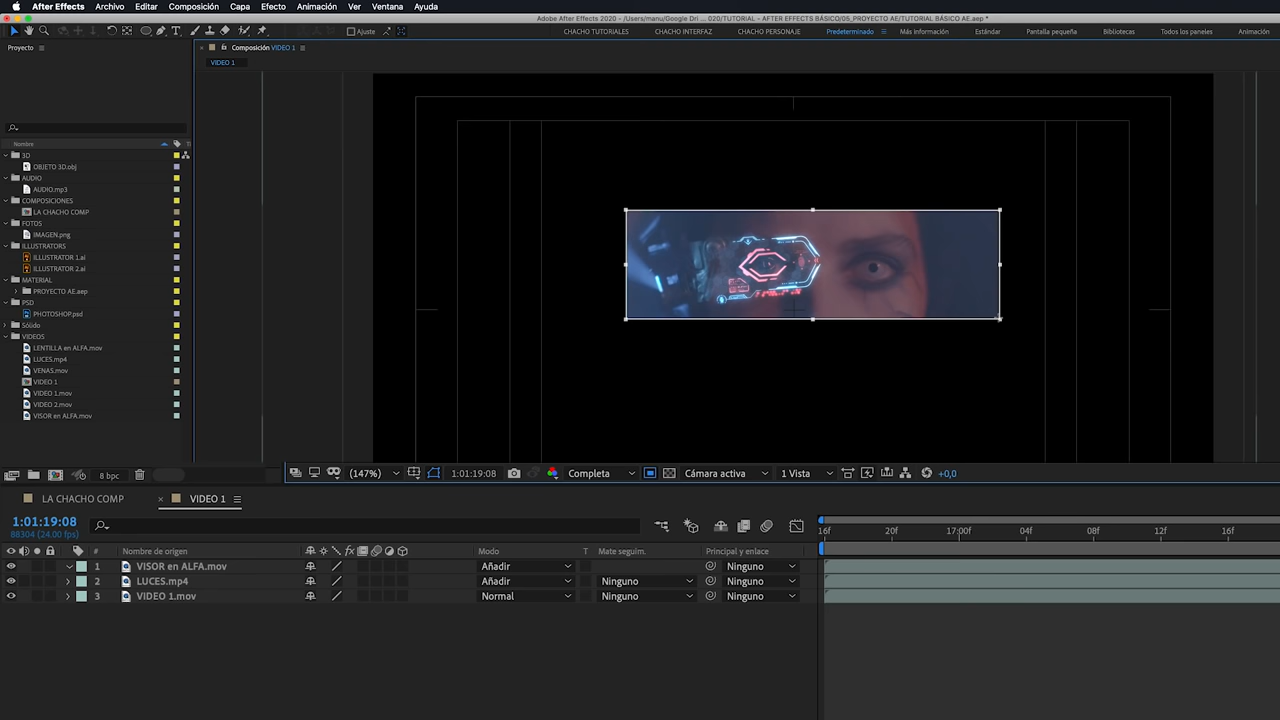 After Effects Archivo Editar Composición Capa Efecto Animación Ver Ventana Ayuda
Adobe After Effects 2020 - /Users/manu/Google Dri ... 020/TUTORIAL - AFTER EFFECTS BÁSICO/05_PROYECTO AE/TUTORIAL BÁSICO AE.aep *
Ajuste CHACHO TUTORIALES CHACHO INTERFAZ CHACHO PERSONAJE Predeterminado Más información Estándar Pantalla pequeña Bibliotecas Todos los paneles Animación
Proyecto
Composición VIDEO 1
VIDEO 1
Nombre
3D
OBJETO 3D.obj
AUDIO
AUDIO.mp3
COMPOSICIONES
LA CHACHO COMP
FOTOS
IMAGEN.png
ILLUSTRATORS
ILLUSTRATOR 1.ai
ILLUSTRATOR 2.ai
MATERIAL
PROYECTO AE.aep
PSD
PHOTOSHOP.psd
Sólido
VIDEOS
LENTILLA en ALFA.mov
LUCES.mp4
VENAS.mov
VIDEO 1
VIDEO 1.mov
VIDEO 2.mov
VISOR en ALFA.mov
8 bpc
(147%) 1:01:19:08 Completa Cámara activa 1 Vista +0,0
LA CHACHO COMP × VIDEO 1
1:01:19:08
88304 (24.00 fps)
16f 20f 17:00f 04f 08f 12f 16f
# Nombre de origen fx Modo T Mate seguim. Principal y enlace
1 VISOR en ALFA.mov Añadir Ninguno
2 LUCES.mp4 Añadir Ninguno Ninguno
3 VIDEO 1.mov Normal Ninguno Ninguno